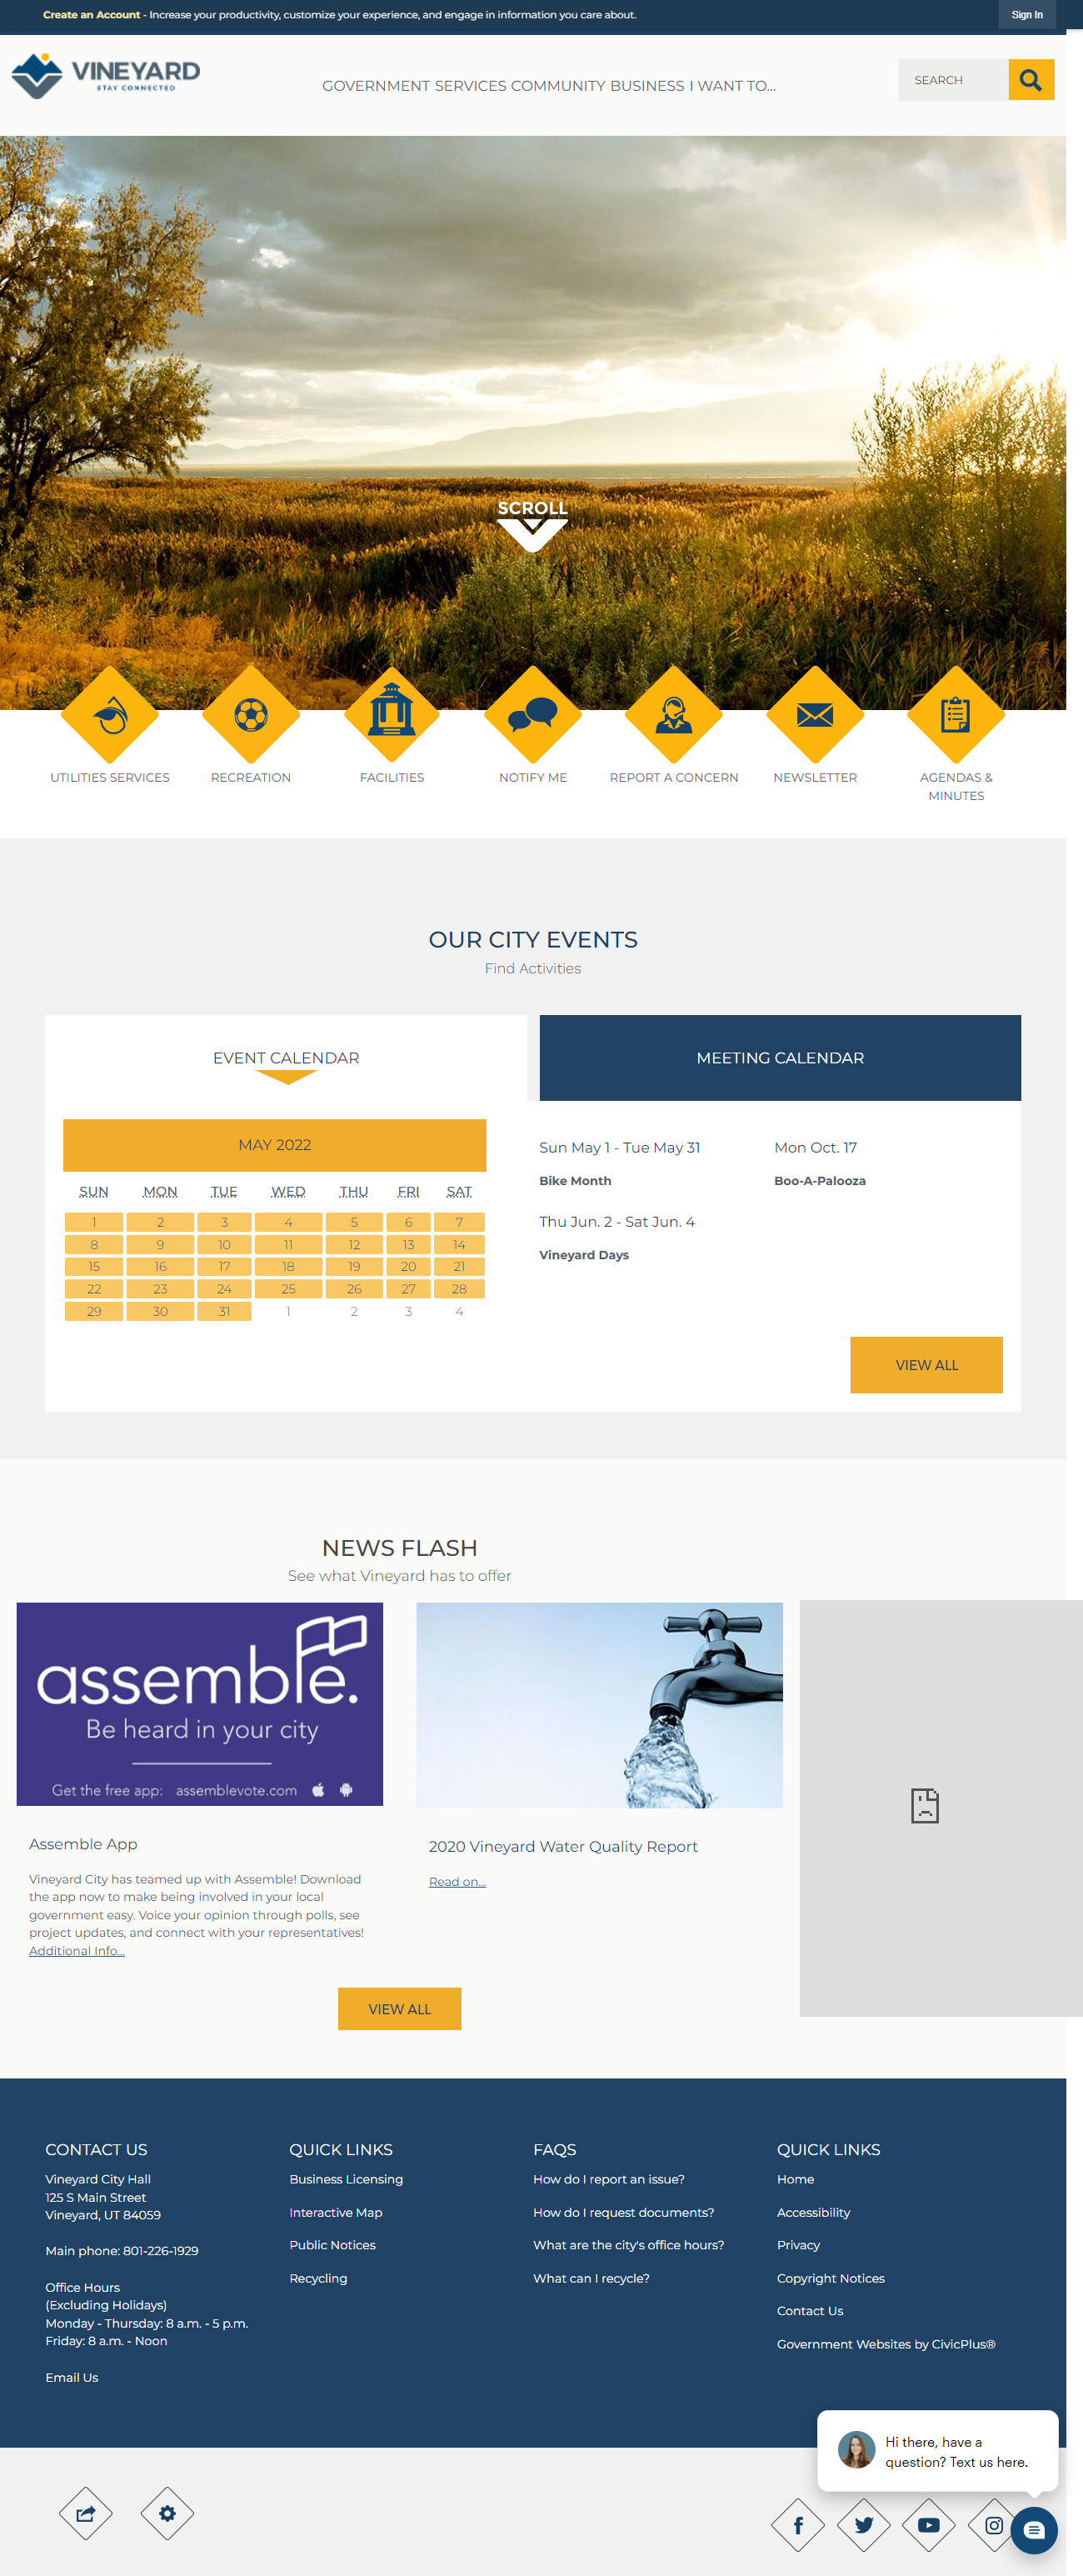 Create an Account - Increase your productivity, customize your experience, and engage in information you care about.
Sign In
VINEYARD
STAY CONNECTED
GOVERNMENT SERVICES COMMUNITY BUSINESS I WANT TO...
SEARCH
SCROLL
UTILITIES SERVICES
RECREATION
FACILITIES
NOTIFY ME
REPORT A CONCERN
NEWSLETTER
AGENDAS &
MINUTES
OUR CITY EVENTS
Find Activities
EVENT CALENDAR
MEETING CALENDAR
MAY 2022
SUN MON TUE WED THU FRI SAT
1 2 3 4 5 6 7
8 9 10 11 12 13 14
15 16 17 18 19 20 21
22 23 24 25 26 27 28
29 30 31 1 2 3 4
Sun May 1 - Tue May 31
Bike Month
Thu Jun. 2 - Sat Jun. 4
Vineyard Days
Mon Oct. 17
Boo-A-Palooza
VIEW ALL
NEWS FLASH
See what Vineyard has to offer
assemble.
Be heard in your city
Get the free app: assemblevote.com
Assemble App
Vineyard City has teamed up with Assemble! Download
the app now to make being involved in your local
government easy. Voice your opinion through polls, see
project updates, and connect with your representatives!
Additional Info...
2020 Vineyard Water Quality Report
Read on...
VIEW ALL
CONTACT US
Vineyard City Hall
125 S Main Street
Vineyard, UT 84059
Main phone: 801-226-1929
Office Hours
(Excluding Holidays)
Monday - Thursday: 8 a.m. - 5 p.m.
Friday: 8 a.m. - Noon
Email Us
QUICK LINKS
Business Licensing
Interactive Map
Public Notices
Recycling
FAQS
How do I report an issue?
How do I request documents?
What are the city's office hours?
What can I recycle?
QUICK LINKS
Home
Accessibility
Privacy
Copyright Notices
Contact Us
Government Websites by CivicPlus®
Hi there, have a
question? Text us here.